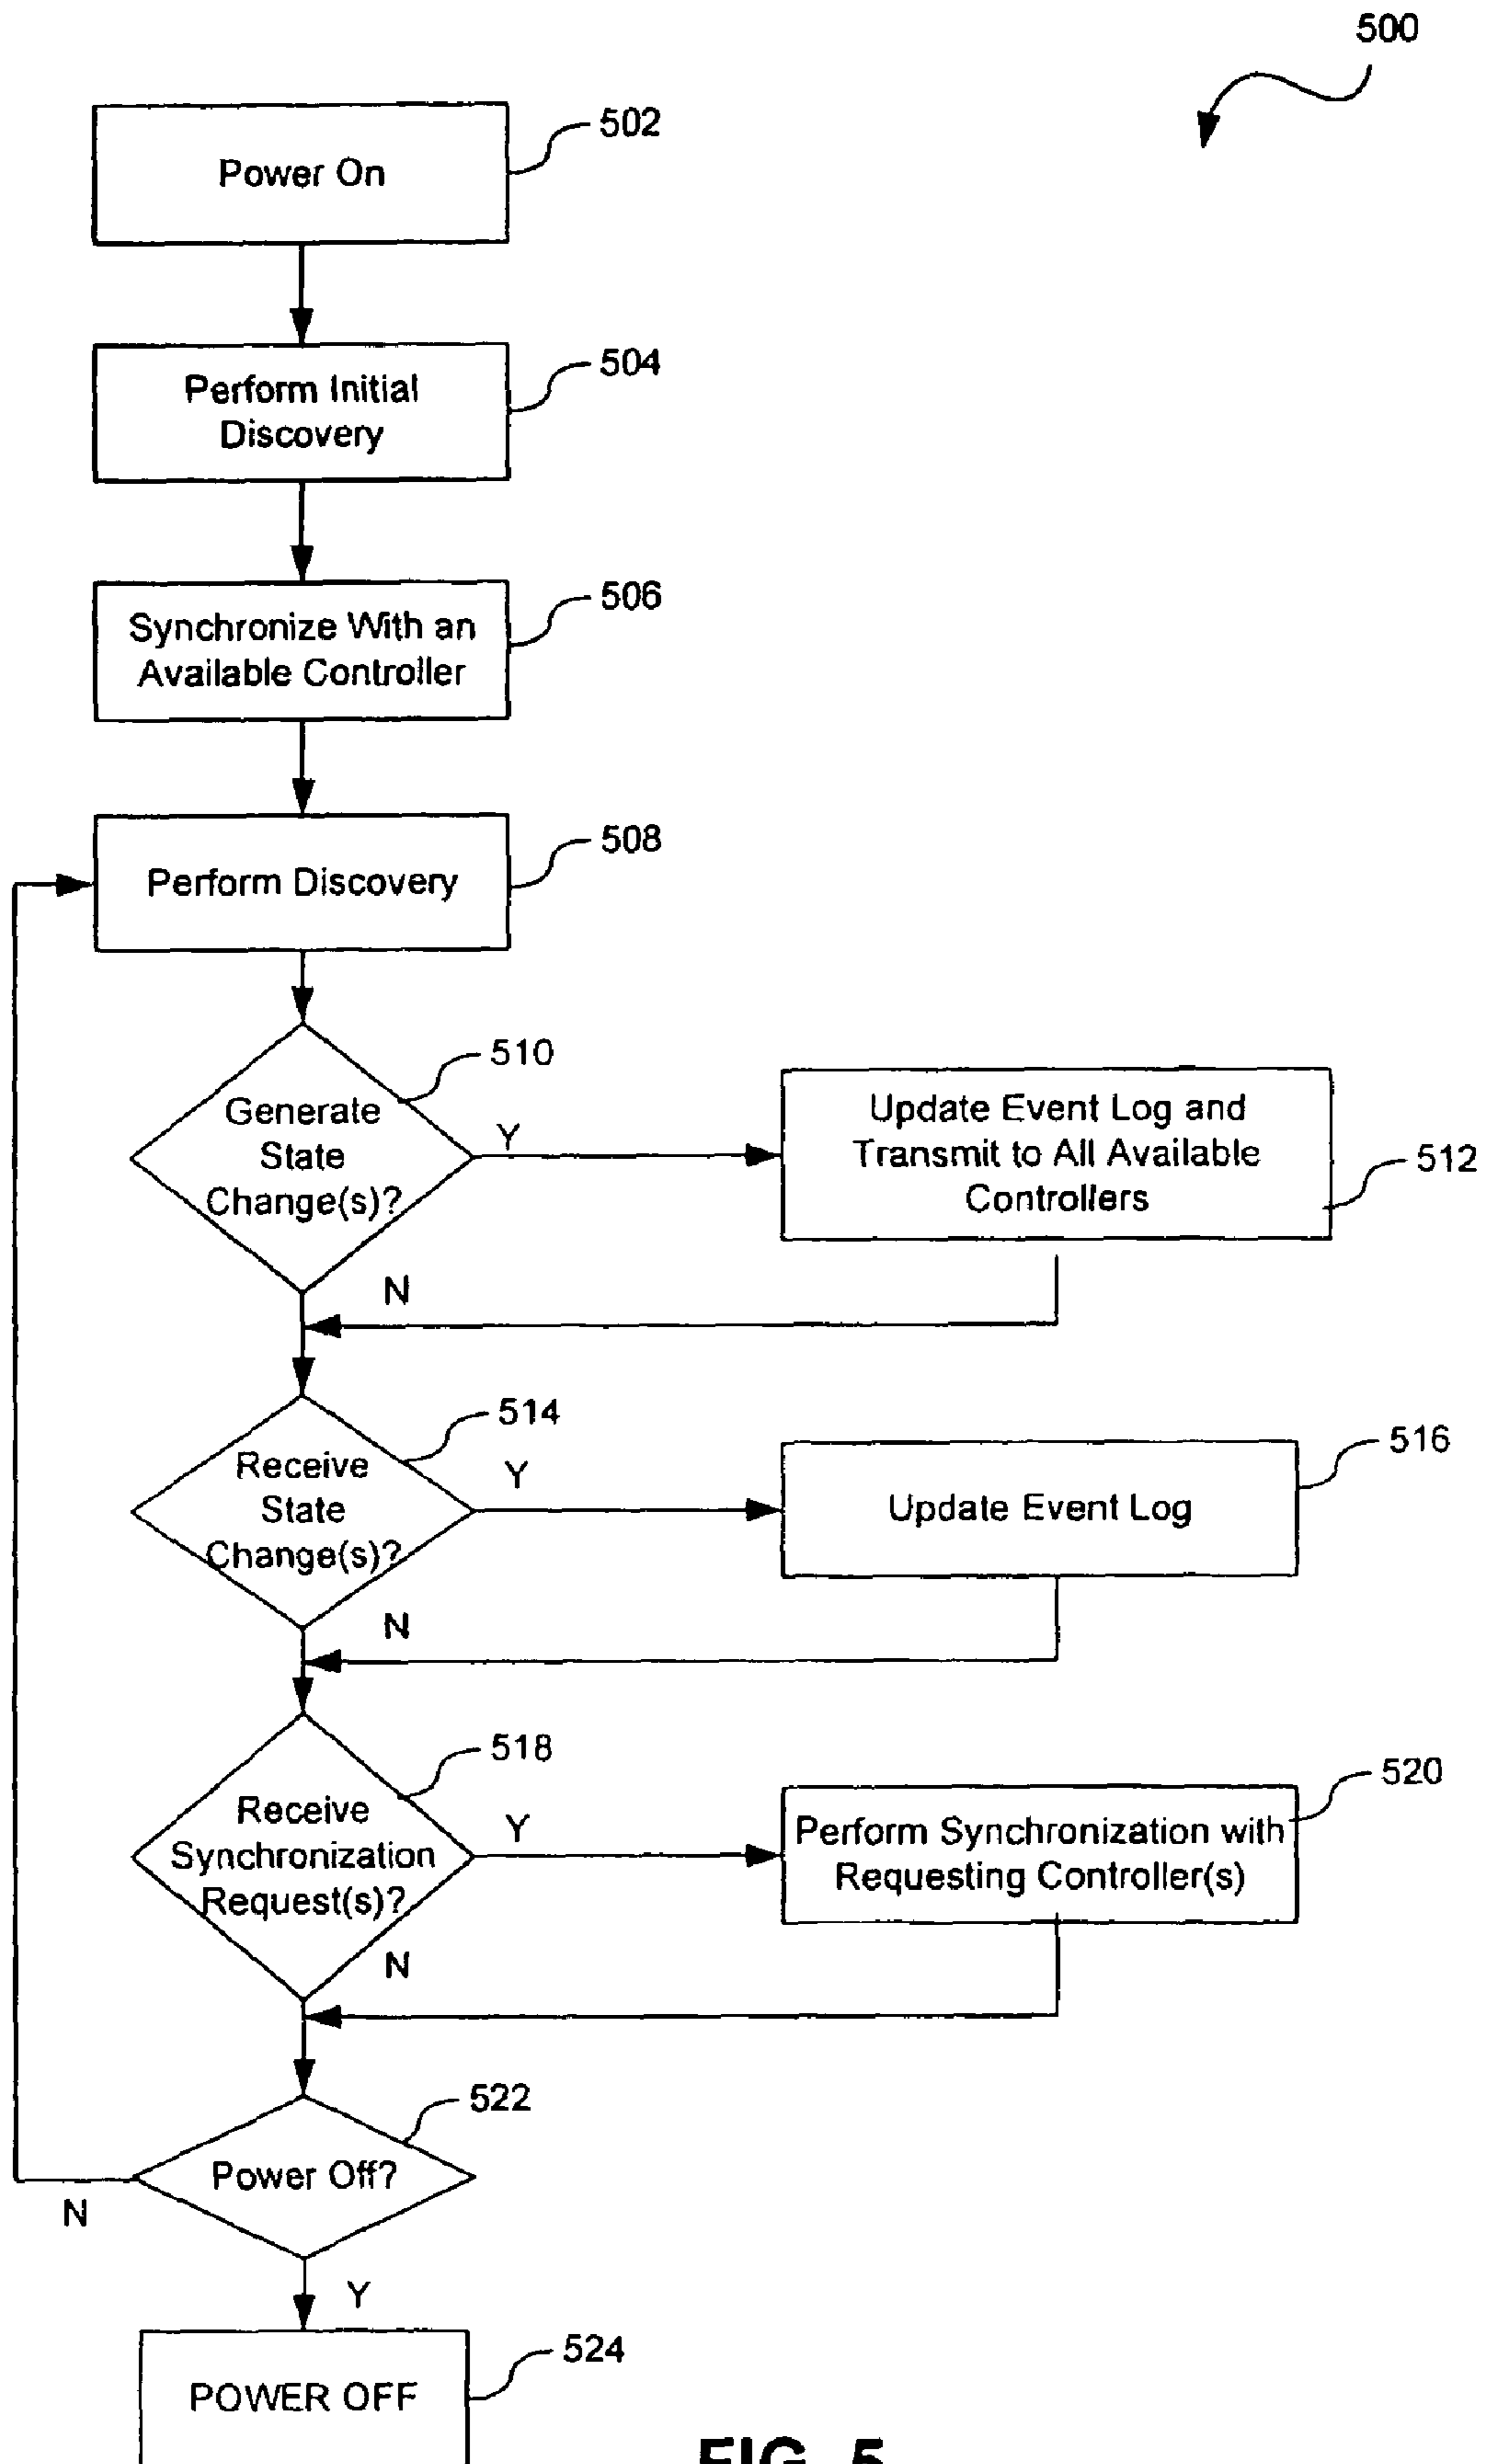 500
502
Power On
504
Perform Initial
Discovery
506
Synchronize With an
Available Controller
508
Perform Discovery
510
Generate
State
Change(s)?
Y
Update Event Log and
Transmit to All Available
Controllers
512
N
514
Receive
State
Change(s)?
Y
516
Update Event Log
N
518
Receive
Synchronization
Request(s)?
Y
520
Perform Synchronization with
Requesting Controller(s)
N
522
Power Off?
N
Y
524
POWER OFF
FIG. 5